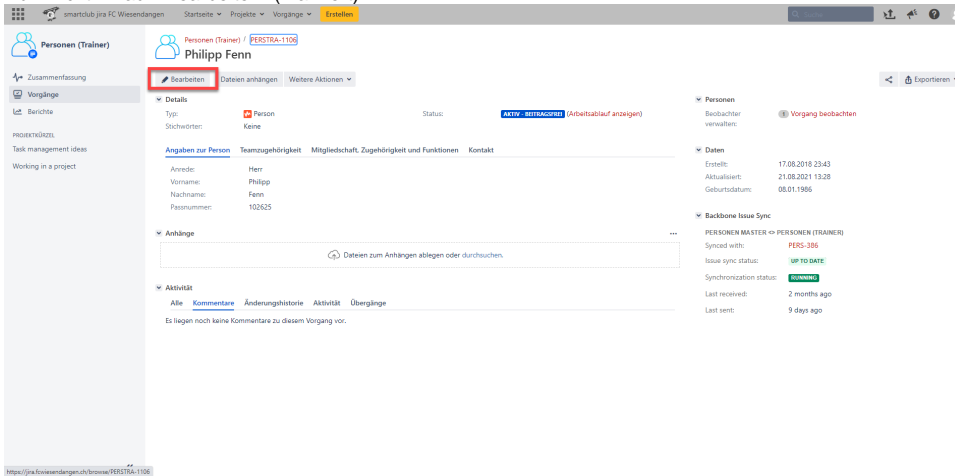 smartclub jira FC Wiesendangen Startseite Projekte Vorgänge Erstellen Suche
Personen (Trainer)
Personen (Trainer) / PERSTRA-1106
Philipp Fenn
Zusammenfassung
Vorgänge
Berichte
PROJEKTKÜRZEL
Task management ideas
Working in a project
Bearbeiten Dateien anhängen Weitere Aktionen Exportieren
Details
Typ: Person Status: AKTIV - BEITRAGSFREI (Arbeitsablauf anzeigen)
Stichwörter: Keine
Angaben zur Person Teamzugehörigkeit Mitgliedschaft, Zugehörigkeit und Funktionen Kontakt
Anrede: Herr
Vorname: Philipp
Nachname: Fenn
Passnummer: 102625
Anhänge
Dateien zum Anhängen ablegen oder durchsuchen.
Aktivität
Alle Kommentare Änderungshistorie Aktivität Übergänge
Es liegen noch keine Kommentare zu diesem Vorgang vor.
Personen
Beobachter verwalten: 1 Vorgang beobachten
Daten
Erstellt: 17.08.2018 23:43
Aktualisiert: 21.08.2021 13:28
Geburtsdatum: 08.01.1986
Backbone Issue Sync
PERSONEN MASTER <> PERSONEN (TRAINER)
Synced with: PERS-386
Issue sync status: UP TO DATE
Synchronization status: RUNNING
Last received: 2 months ago
Last sent: 9 days ago
https://jira.fcwiesendangen.ch/browse/PERSTRA-1106